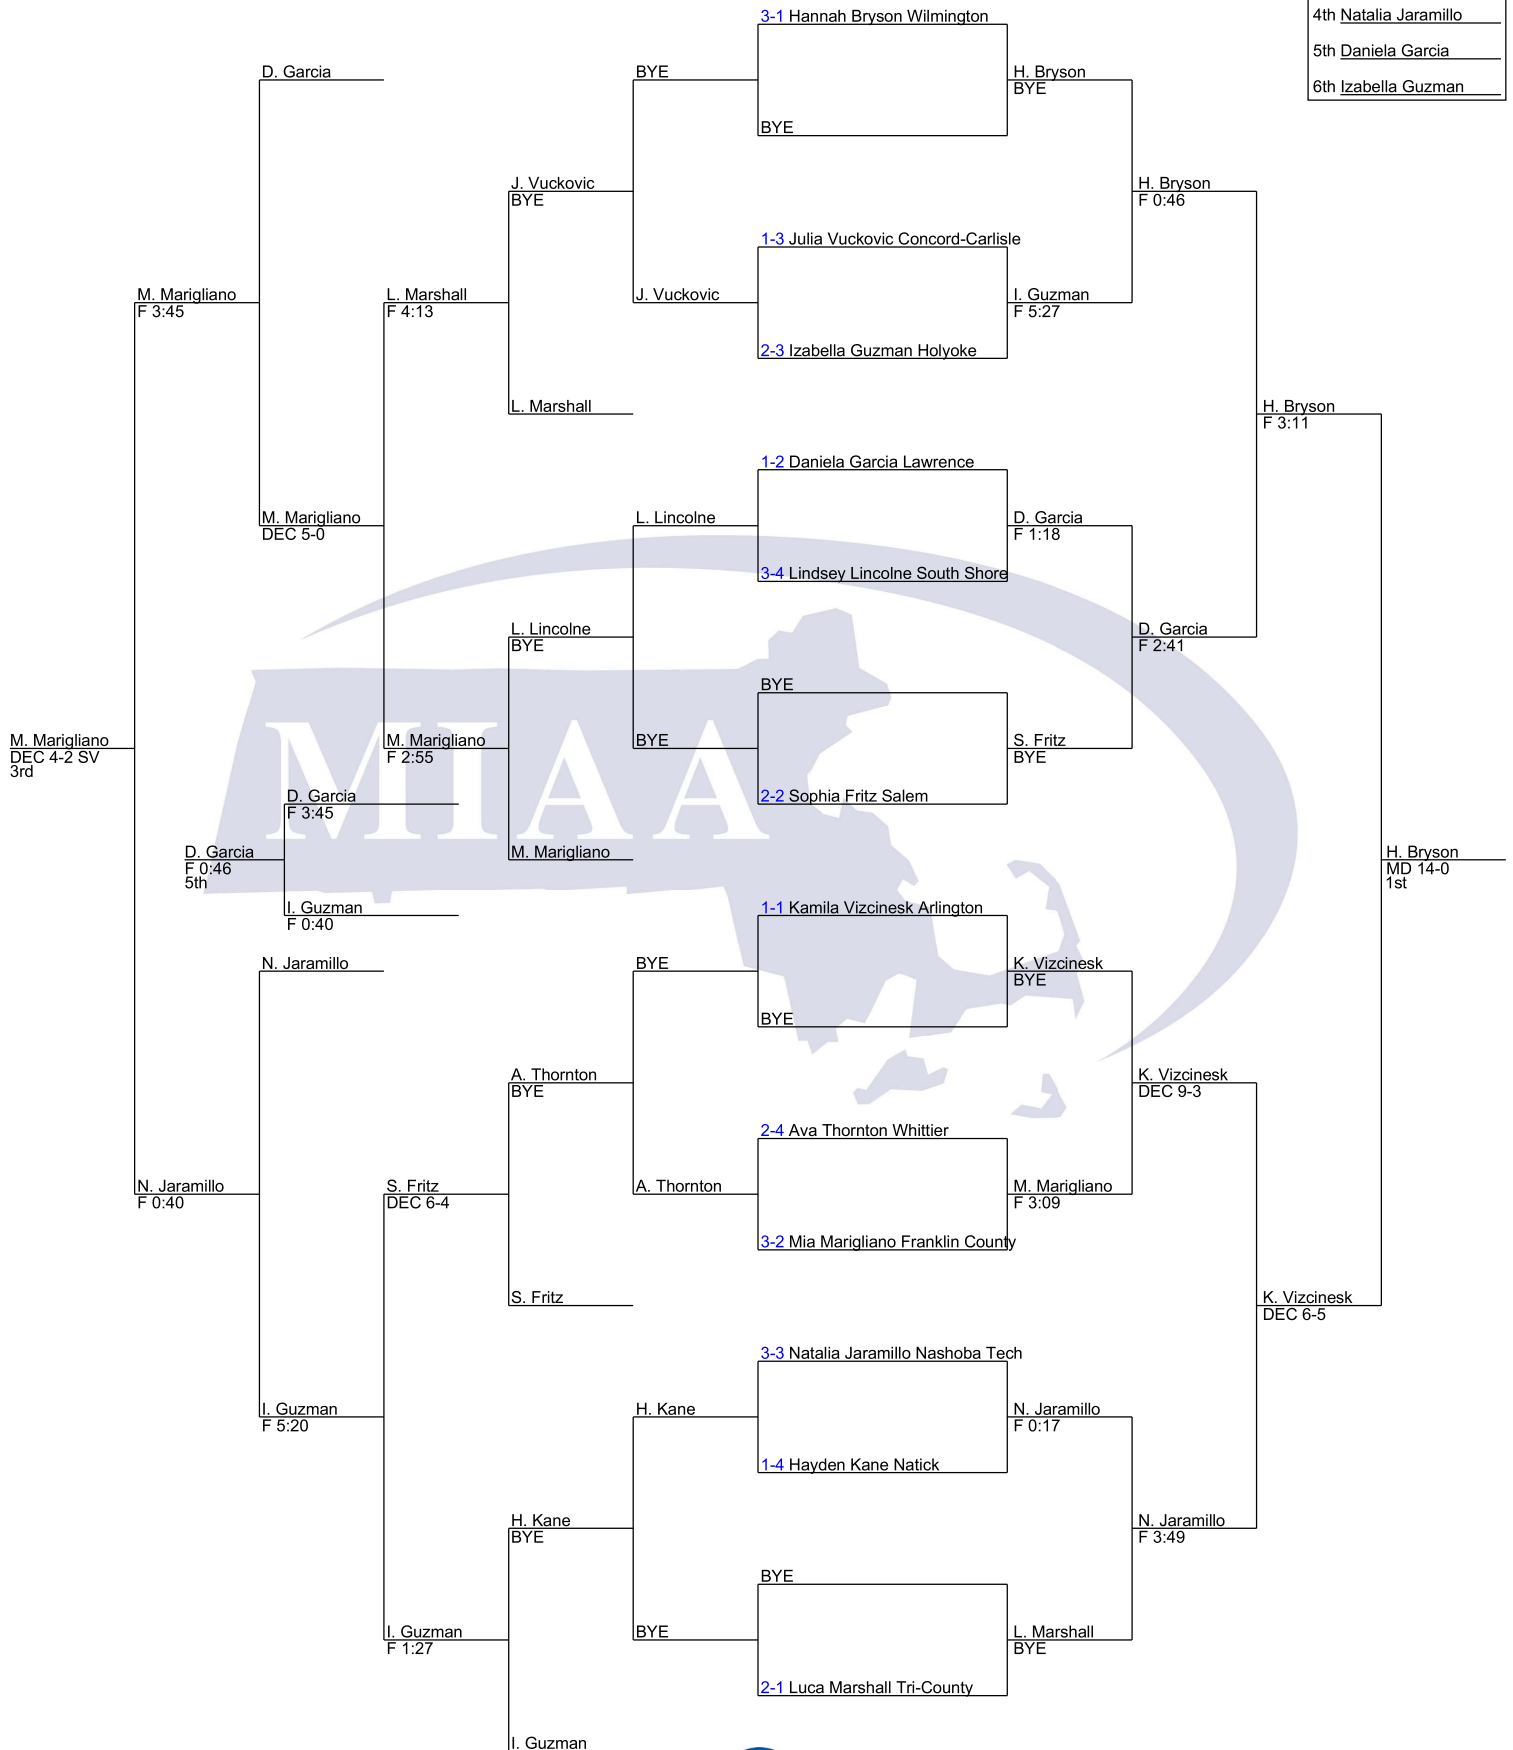 3-1 Hannah Bryson Wilmington
4th Natalia Jaramillo
5th Daniela Garcia
6th Izabella Guzman
D. Garcia
BYE
H. Bryson
BYE
BYE
J. Vuckovic
BYE
H. Bryson
F 0:46
1-3 Julia Vuckovic Concord-Carlisle
M. Marigliano
F 3:45
L. Marshall
F 4:13
J. Vuckovic
I. Guzman
F 5:27
2-3 Izabella Guzman Holyoke
L. Marshall
H. Bryson
F 3:11
1-2 Daniela Garcia Lawrence
M. Marigliano
DEC 5-0
L. Lincolne
D. Garcia
F 1:18
3-4 Lindsey Lincolne South Shore
L. Lincolne
BYE
D. Garcia
F 2:41
BYE
M. Marigliano
DEC 4-2 SV
3rd
M. Marigliano
F 2:55
BYE
S. Fritz
BYE
MIAA
D. Garcia
F 3:45
2-2 Sophia Fritz Salem
D. Garcia
F 0:46
5th
M. Marigliano
H. Bryson
MD 14-0
1st
I. Guzman
F 0:40
1-1 Kamila Vizcinesk Arlington
N. Jaramillo
BYE
K. Vizcinesk
BYE
BYE
A. Thornton
BYE
K. Vizcinesk
DEC 9-3
2-4 Ava Thornton Whittier
N. Jaramillo
F 0:40
S. Fritz
DEC 6-4
A. Thornton
M. Marigliano
F 3:09
3-2 Mia Marigliano Franklin County
S. Fritz
K. Vizcinesk
DEC 6-5
3-3 Natalia Jaramillo Nashoba Tech
I. Guzman
F 5:20
H. Kane
N. Jaramillo
F 0:17
1-4 Hayden Kane Natick
H. Kane
BYE
N. Jaramillo
F 3:49
BYE
I. Guzman
F 1:27
BYE
L. Marshall
BYE
2-1 Luca Marshall Tri-County
I. Guzman